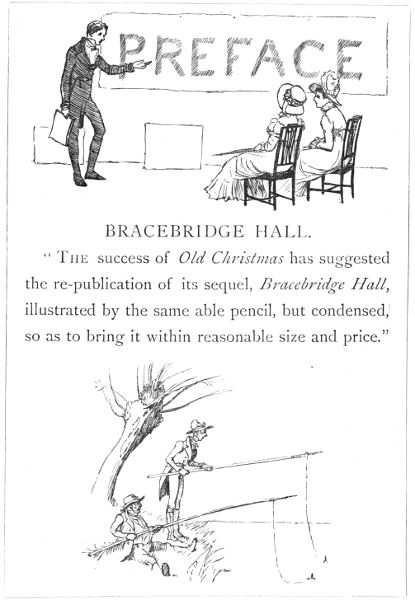 PREFACE
BRACEBRIDGE HALL.
“ THE success of Old Christmas has suggested
the re-publication of its sequel, Bracebridge Hall,
illustrated by the same able pencil, but condensed,
so as to bring it within reasonable size and price.”